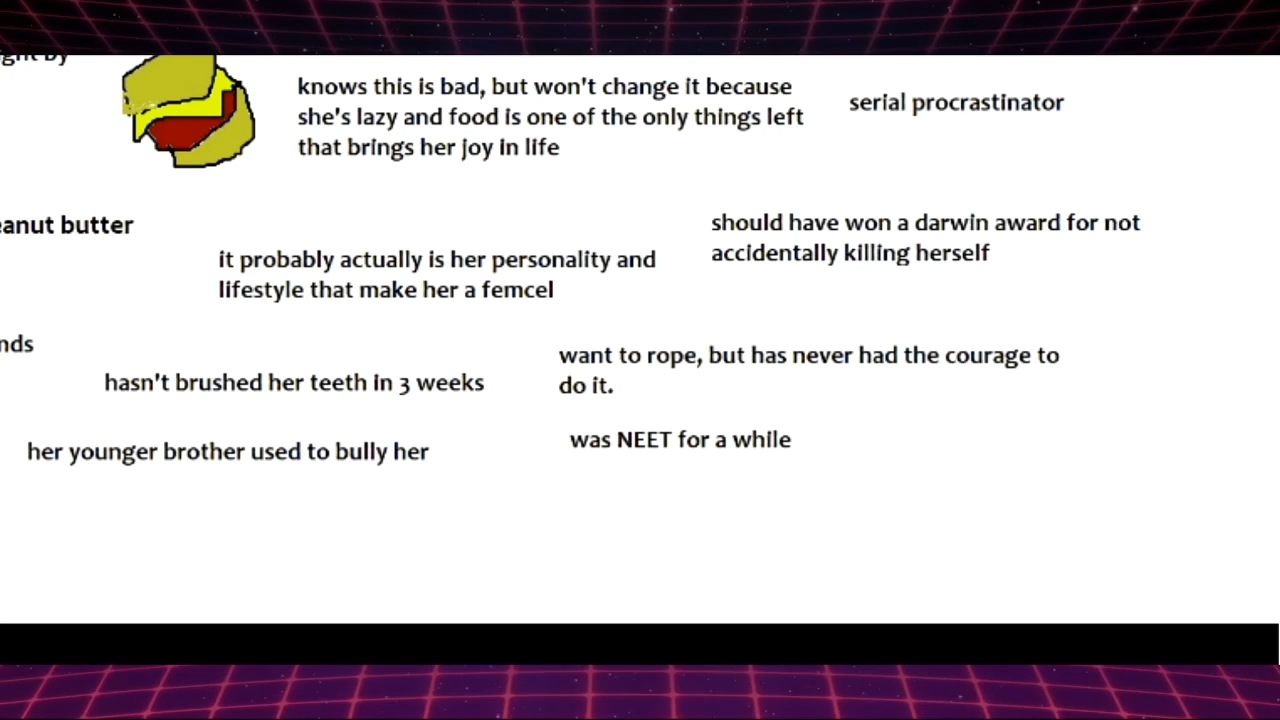 knows this is bad, but won't change it because
she's lazy and food is one of the only things left
that brings her joy in life
serial procrastinator
butter
should have won a darwin award for not
accidentally killing herself
it probably actually is her personality and
lifestyle that make her a femcel
want to rope, but has never had the courage to
do it.
hasn't brushed her teeth in 3 weeks
was NEET for a while
her younger brother used to bully her